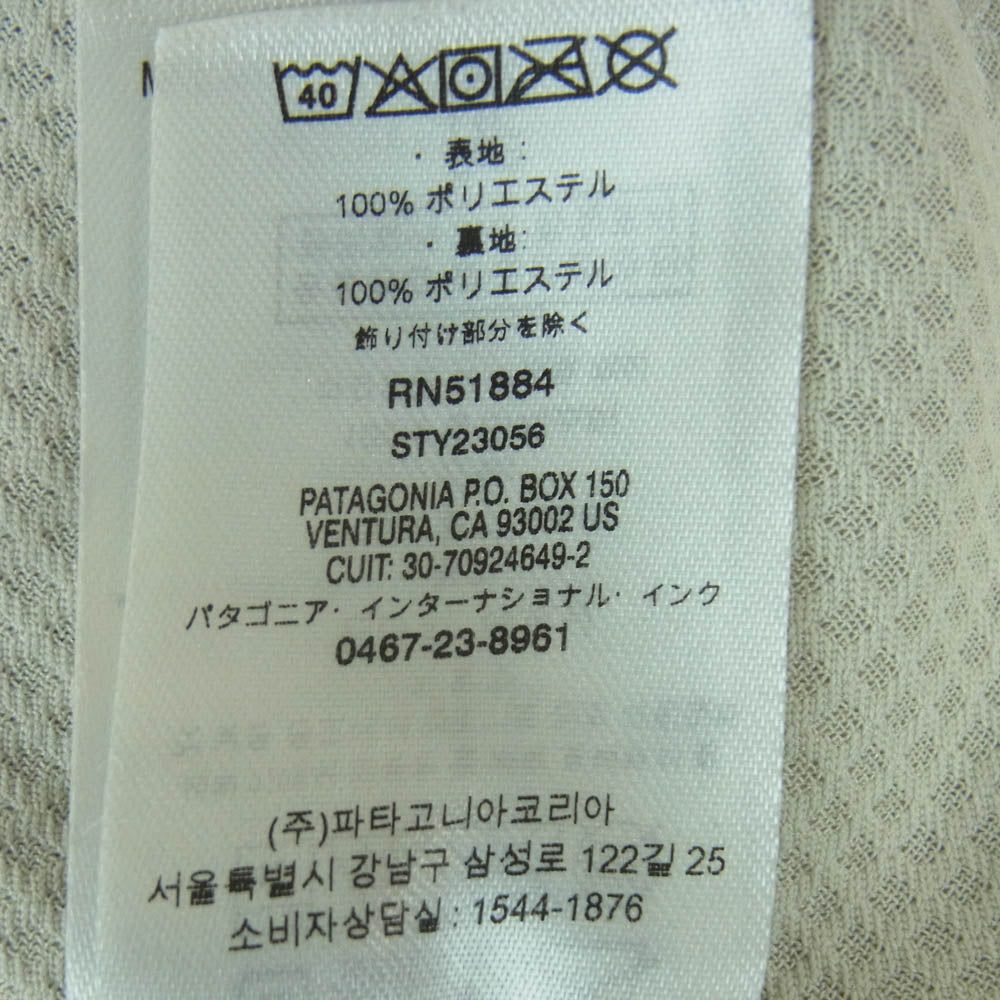 M
40
・ 表地 :
100% ポリエステル
・ 裏地:
100% ポリエステル
飾り付け部分を除く
RN51884
STY23056
PATAGONIA P.O. BOX 150
VENTURA, CA 93002 US
CUIT: 30-70924649-2
パタゴニア・インターナショナル・インク
0467-23-8961
(주)파타고니아코리아
서울특별시 강남구 삼성로 122길 25
소비자상담실 : 1544-1876